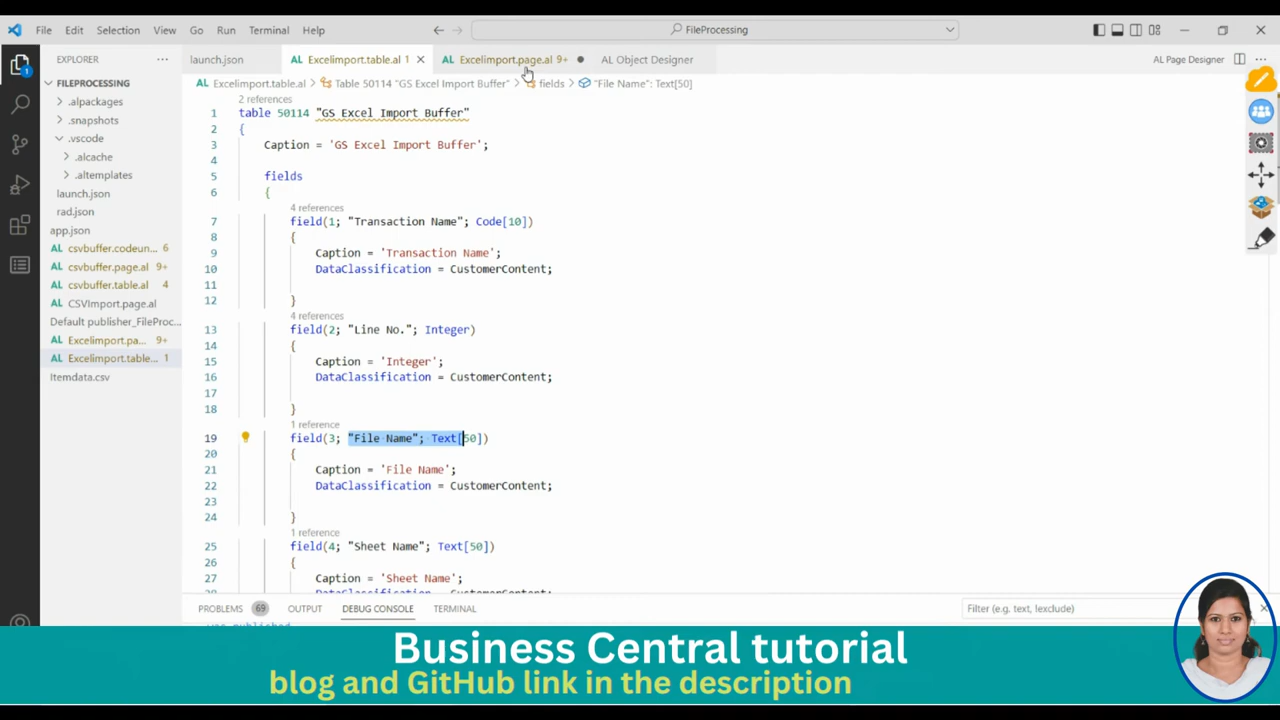 File Edit Selection View Go Run Terminal Help FileProcessing
EXPLORER
launch.json
Excelimport.table.al 1
Excelimport.page.al 9+
AL Object Designer
AL Page Designer
FILEPROCESSING
Excelimport.table.al > Table 50114 "GS Excel Import Buffer" > fields > "File Name": Text[50]
.alpackages
.snapshots
.vscode
.alcache
.altemplates
launch.json
rad.json
app.json
csvbuffer.codeun... 6
csvbuffer.page.al 9+
csvbuffer.table.al 4
CSVImport.page.al
Default publisher_FileProc...
Excelimport.pa... 9+
Excelimport.table... 1
Itemdata.csv
2 references
1 table 50114 "GS Excel Import Buffer"
2 {
3 Caption = 'GS Excel Import Buffer';
4
5 fields
6 {
4 references
7 field(1; "Transaction Name"; Code[10])
8 {
9 Caption = 'Transaction Name';
10 DataClassification = CustomerContent;
11
12 }
4 references
13 field(2; "Line No."; Integer)
14 {
15 Caption = 'Integer';
16 DataClassification = CustomerContent;
17
18 }
1 reference
19 field(3; "File Name"; Text[50])
20 {
21 Caption = 'File Name';
22 DataClassification = CustomerContent;
23
24 }
1 reference
25 field(4; "Sheet Name"; Text[50])
26 {
27 Caption = 'Sheet Name';
28 DataClassification = CustomerContent;
PROBLEMS 69 OUTPUT DEBUG CONSOLE TERMINAL
Filter (e.g. text, !exclude)
Business Central tutorial
blog and GitHub link in the description